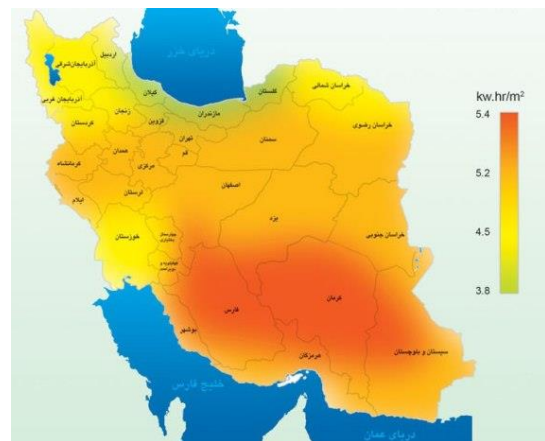 دریای خزر
اردبیل
آذربایجان شرقی
آذربایجان غربی
گیلان
گلستان
خراسان شمالی
زنجان
مازندران
کردستان
قزوین
تهران
سمنان
خراسان رضوی
قم
همدان
مرکزی
کرمانشاه
لرستان
اصفهان
ایلام
یزد
خراسان جنوبی
خوزستان
چهارمحال
بختیاری
کرمان
فارس
بوشهر
هرمزگان
سیستان و بلوچستان
خلیج فارس
دریای عمان
kw.hr/m²
5.4
5.2
4.5
3.8